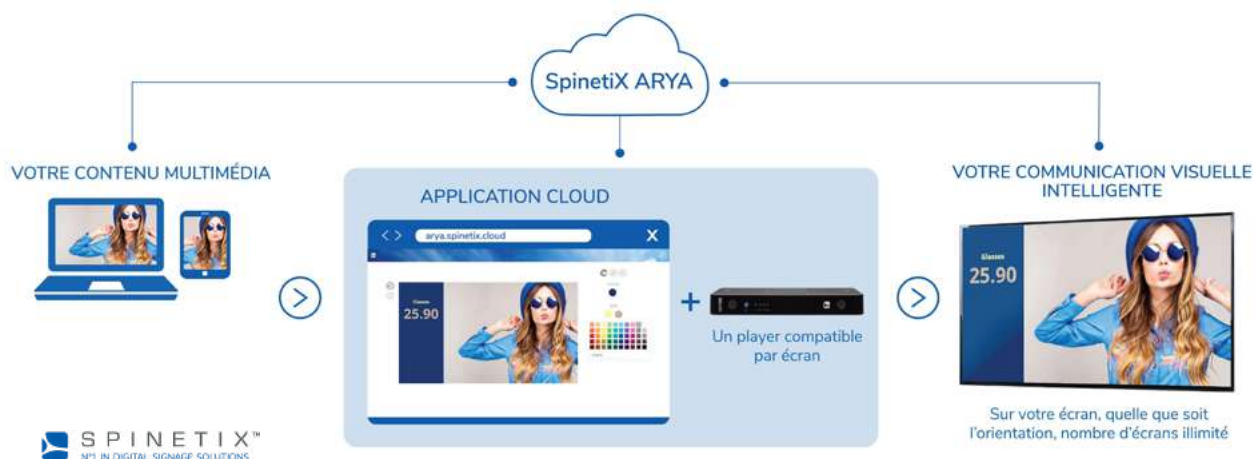 SpinetiX ARYA
VOTRE CONTENU MULTIMÉDIA
APPLICATION CLOUD
arya.spinetix.cloud
X
Glasses
25.90
+
Un player compatible
par écran
VOTRE COMMUNICATION VISUELLE
INTELLIGENTE
Glasses
25.90
Sur votre écran, quelle que soit
l'orientation, nombre d'écrans illimité
SPINETIX™
N°1 IN DIGITAL SIGNAGE SOLUTIONS